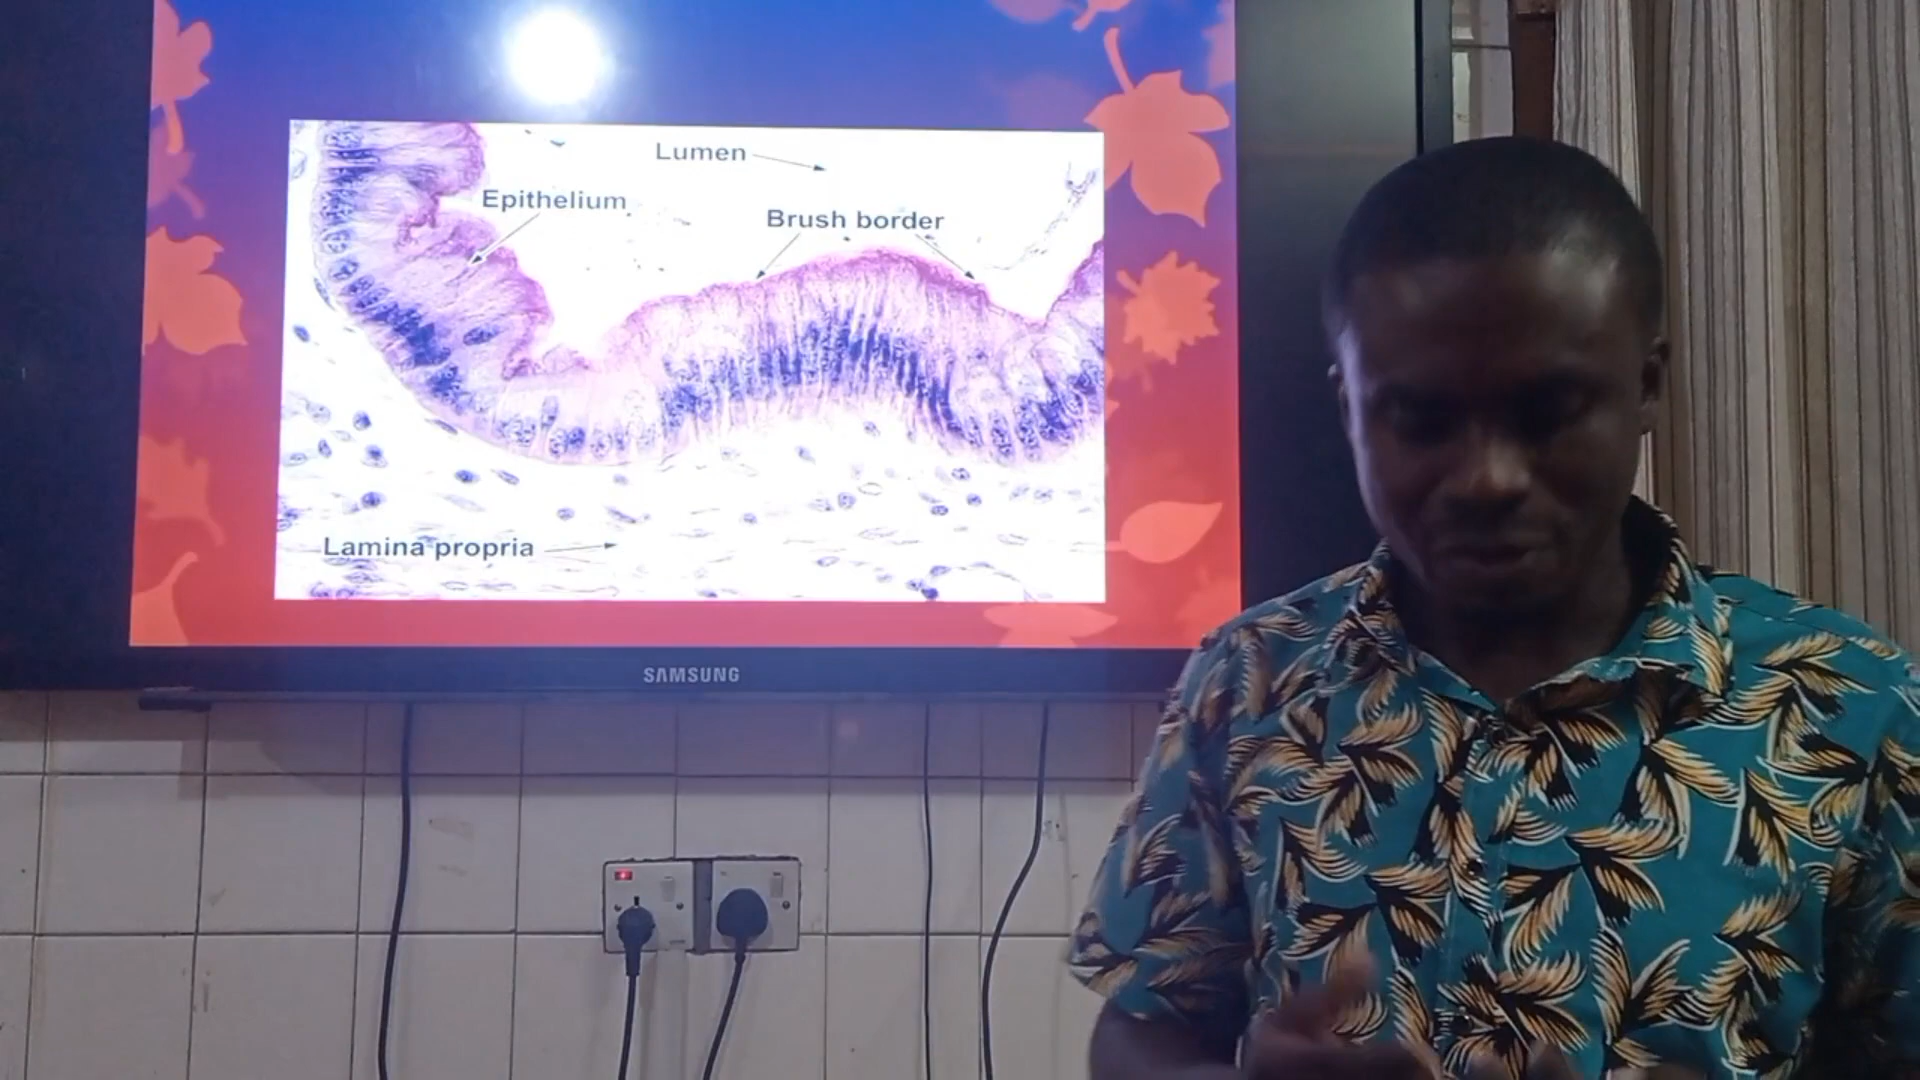 Lumen
Epithelium
Brush border
Lamina propria
SAMSUNG